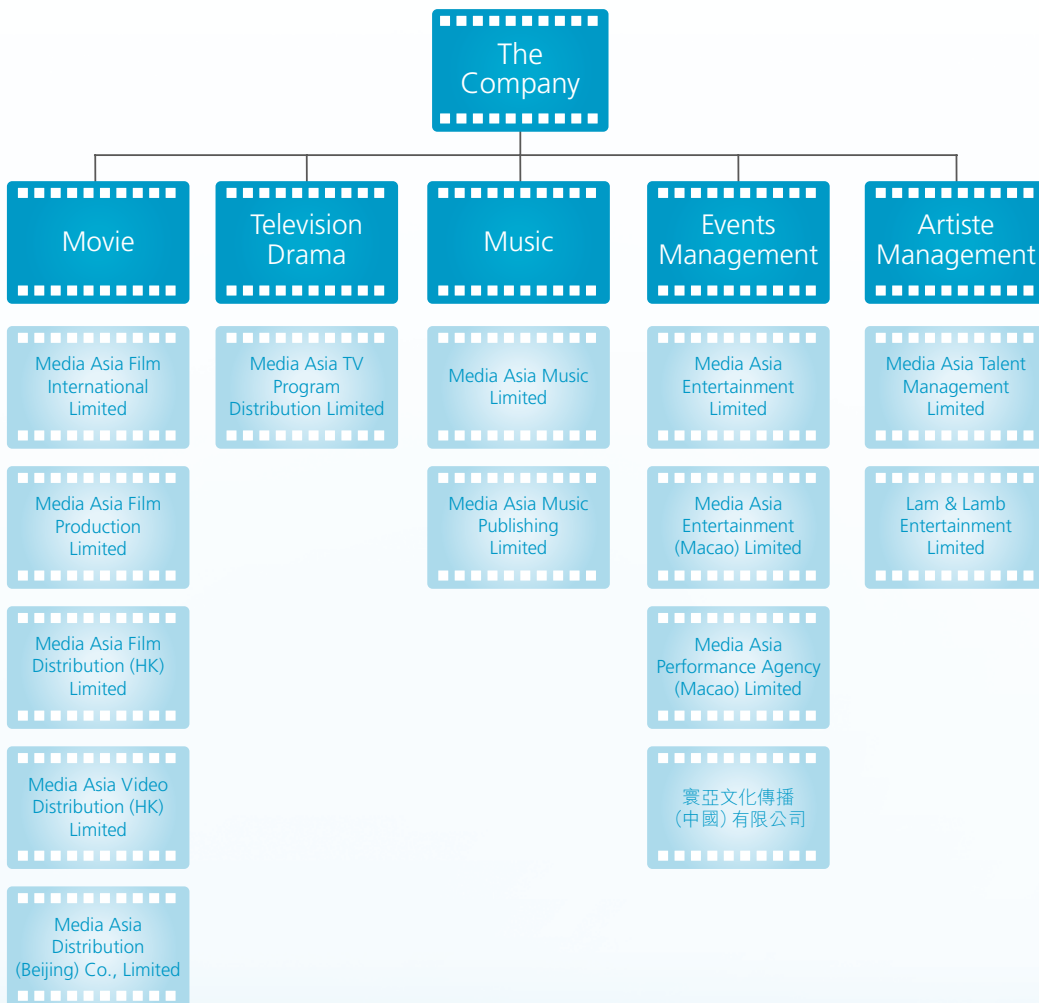 The
Company
Movie
Television
Drama
Music
Events
Management
Artiste
Management
Media Asia Film
International
Limited
Media Asia Film
Production
Limited
Media Asia Film
Distribution (HK)
Limited
Media Asia Video
Distribution (HK)
Limited
Media Asia
Distribution
(Beijing) Co., Limited
Media Asia TV
Program
Distribution Limited
Media Asia Music
Limited
Media Asia Music
Publishing
Limited
Media Asia
Entertainment
Limited
Media Asia
Entertainment
(Macao) Limited
Media Asia
Performance Agency
(Macao) Limited
寰亞文化傳播
(中國) 有限公司
Media Asia Talent
Management
Limited
Lam & Lamb
Entertainment
Limited